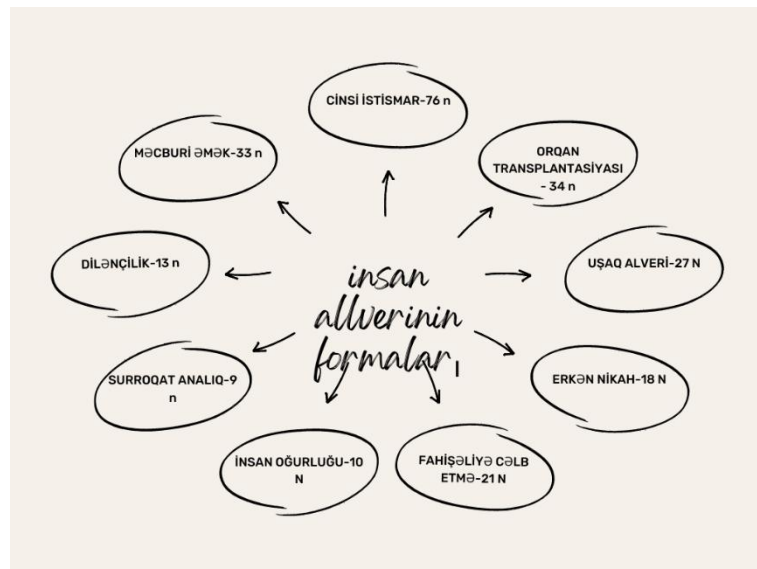 CİNSİ İSTİSMAR-76 n
MƏCBURİ ƏMƏK-33 n
ORQAN
TRANSPLANTASİYASI
- 34 n
DİLƏNÇİLİK-13 n
insan
allverinin
formaları
UŞAQ ALVERİ-27 N
SURROQAT ANALIQ-9
n
ERKƏN NİKAH-18 N
İNSAN OĞURLUĞU-10
N
FAHİŞƏLİYƏ CƏLB
ETMƏ-21 N